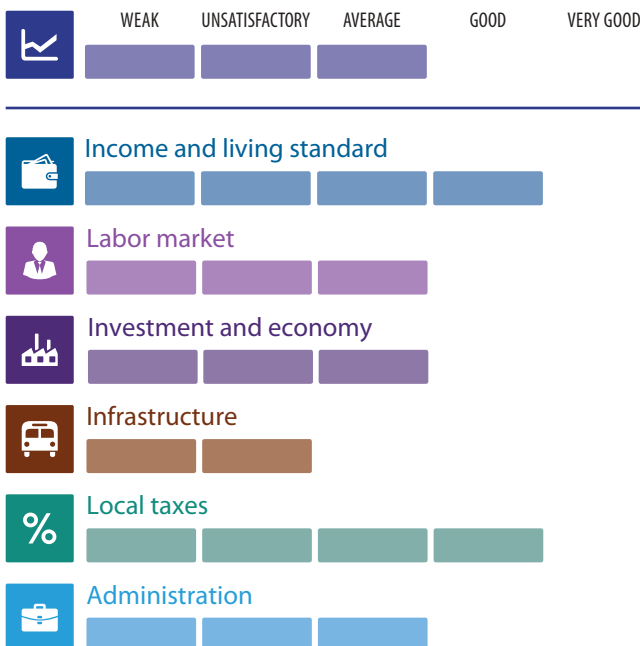 WEAK UNSATISFACTORY AVERAGE GOOD VERY GOOD
Income and living standard
Labor market
Investment and economy
Infrastructure
%
Local taxes
Administration